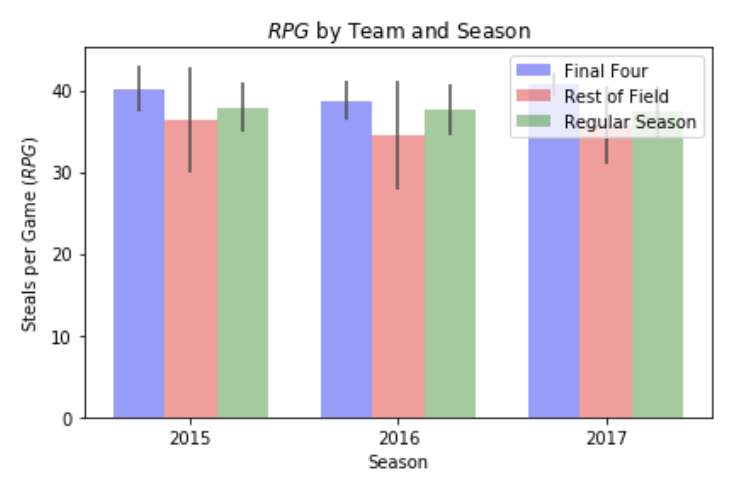 RPG by Team and Season
Final Four
Rest of Field
Regular Season
Steals per Game (RPG)
40
30
20
10
0
2015
2016
2017
Season